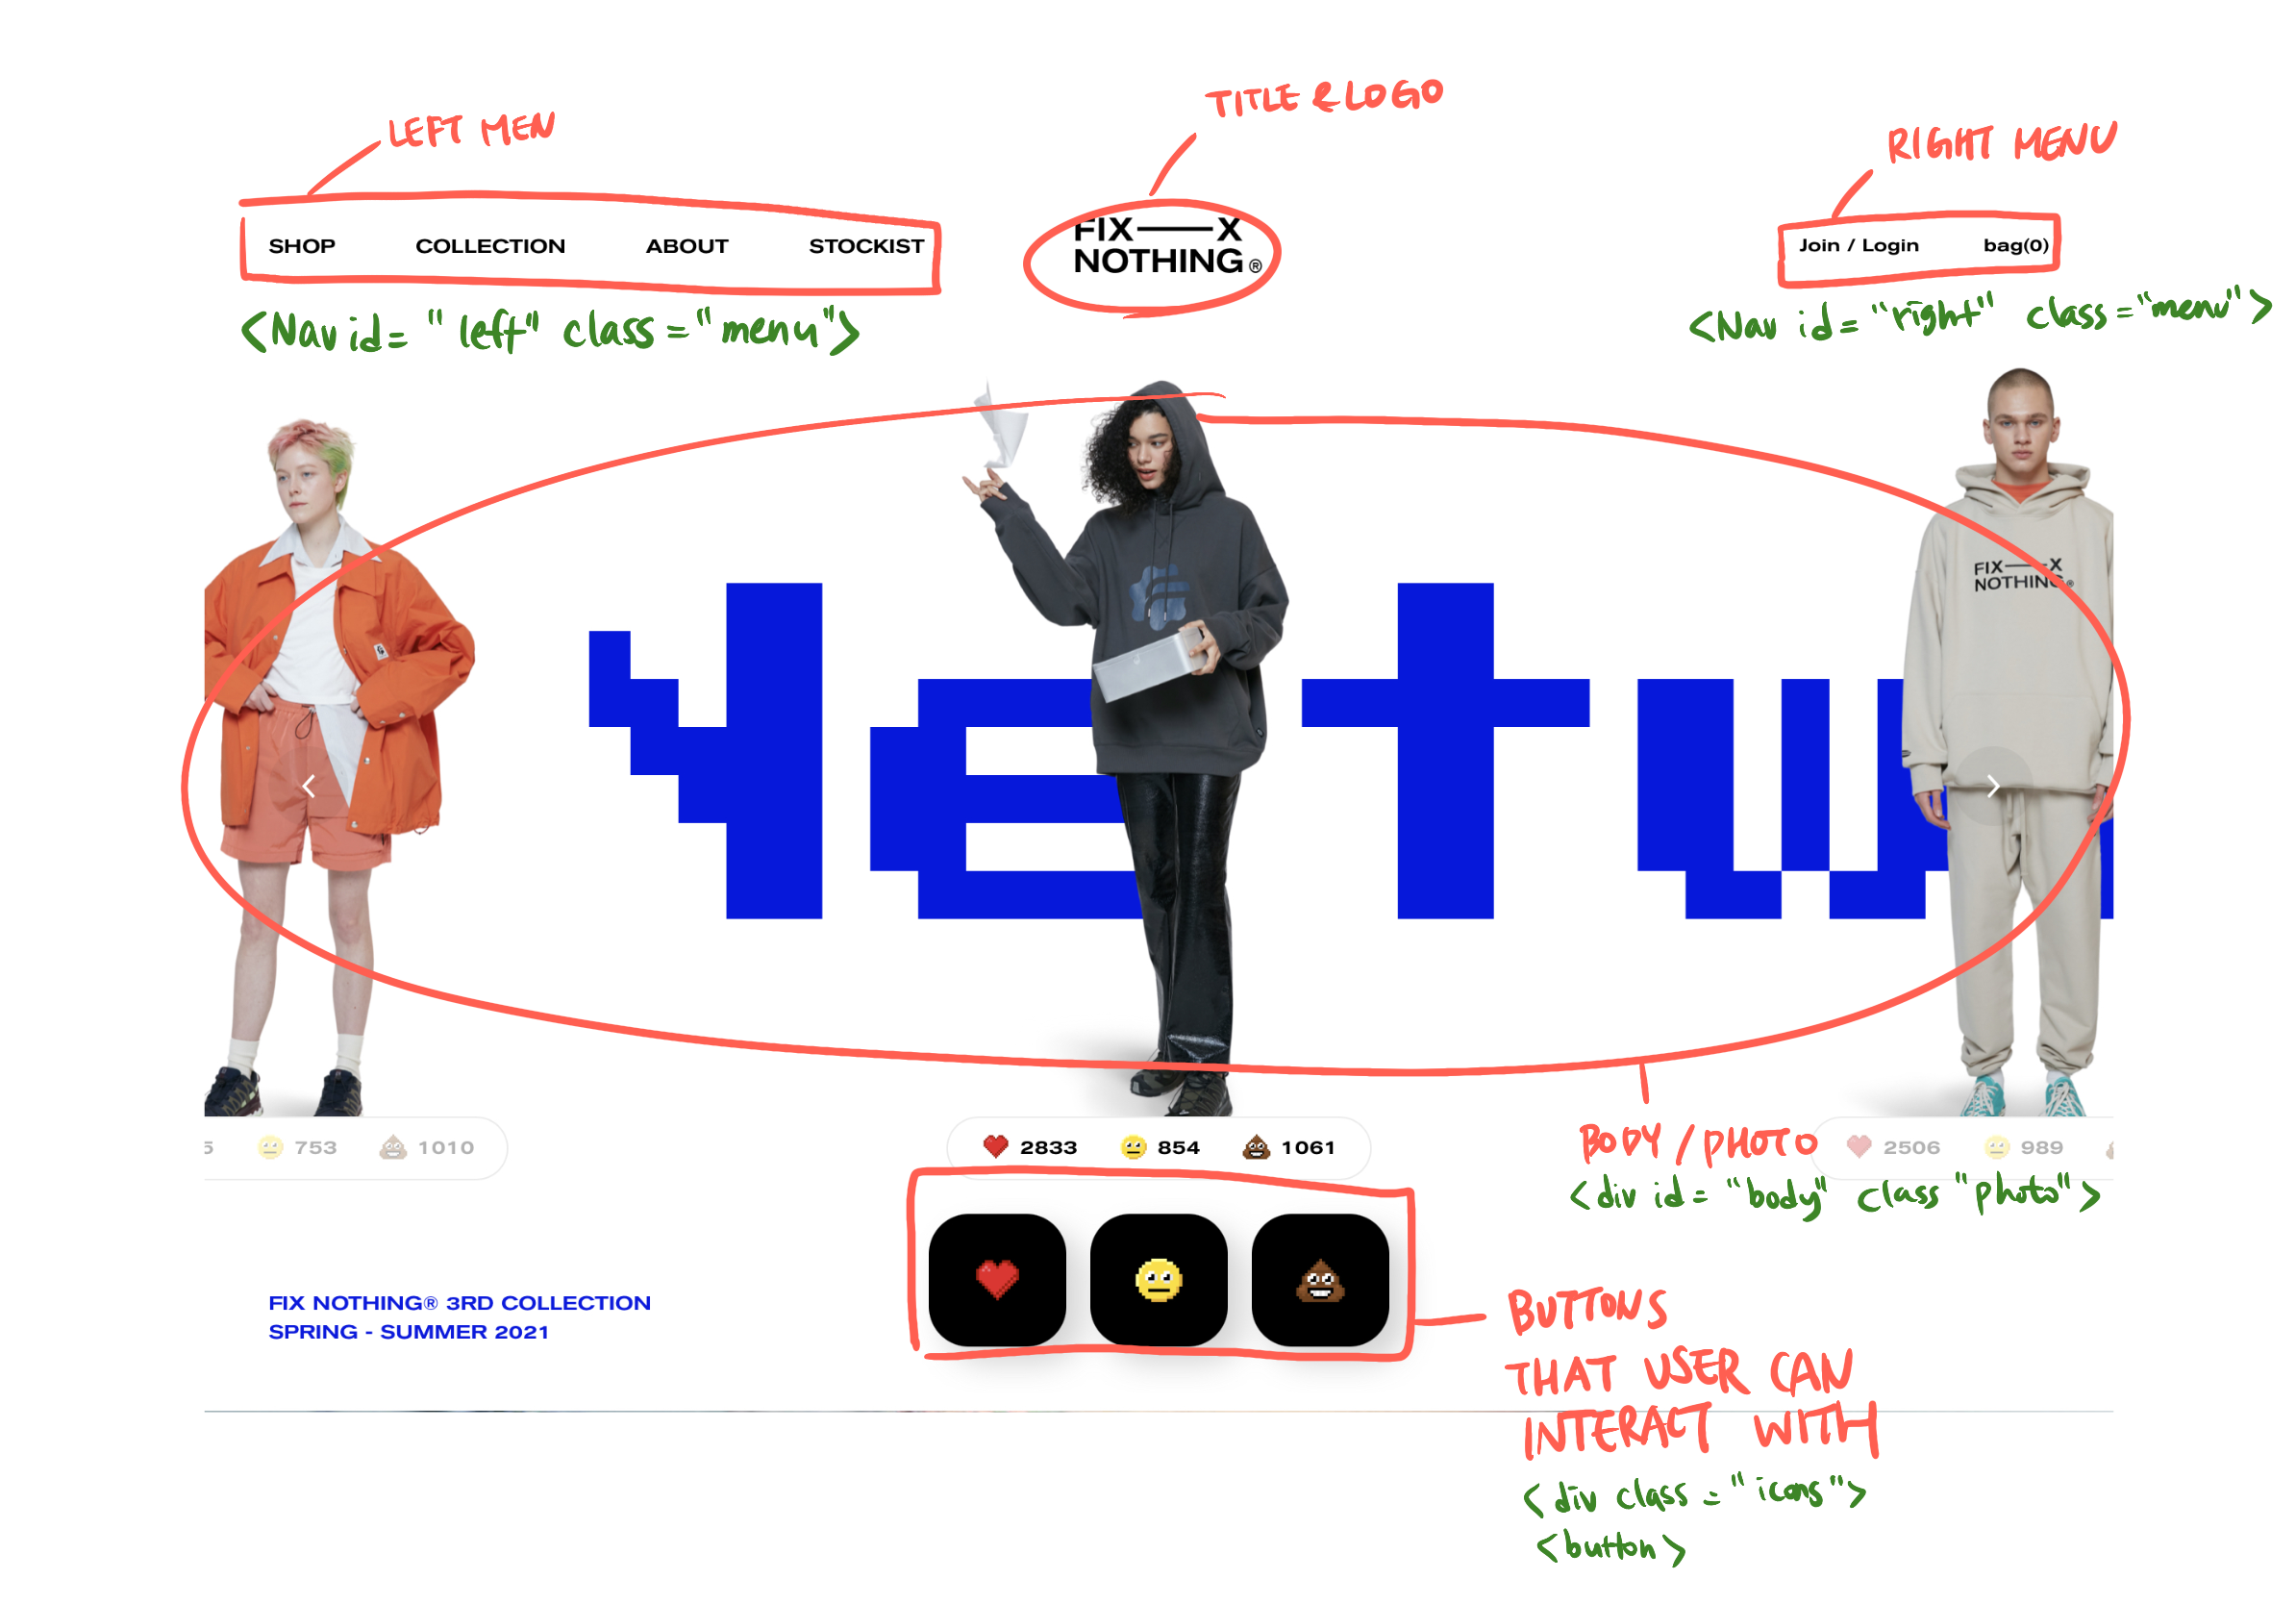 TITLE & LOGO
LEFT MEN
RIGHT MENU
SHOP COLLECTION ABOUT STOCKIST
FIX——X
NOTHING®
Join / Login bag(0)
<Nav id= "left" class="menu">
<Nav id= "right" class="menu">
FIX——X
NOTHING®
Yetw
5 753 1010
2833 854 1061
2506 989
BODY / PHOTO
<div id= "body" class "photo">
FIX NOTHING® 3RD COLLECTION
SPRING - SUMMER 2021
BUTTONS
THAT USER CAN
INTERACT WITH
<div class = "icons">
<button>